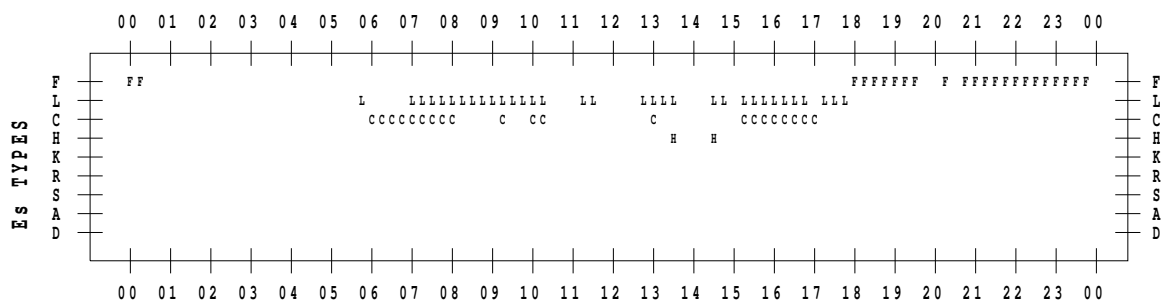 00 01 02 03 04 05 06 07 08 09 10 11 12 13 14 15 16 17 18 19 20 21 22 23 00
Es TYPES
F FF FFFFFFF F FFFFFFFFFFFFF F
L L LLLLLLLLLLLLLL LL LLLL LL LLLLLLL LLL L
C CCCCCCCCC C CC C CCCCCCCC C
H H H H
K K
R R
S S
A A
D D
00 01 02 03 04 05 06 07 08 09 10 11 12 13 14 15 16 17 18 19 20 21 22 23 00